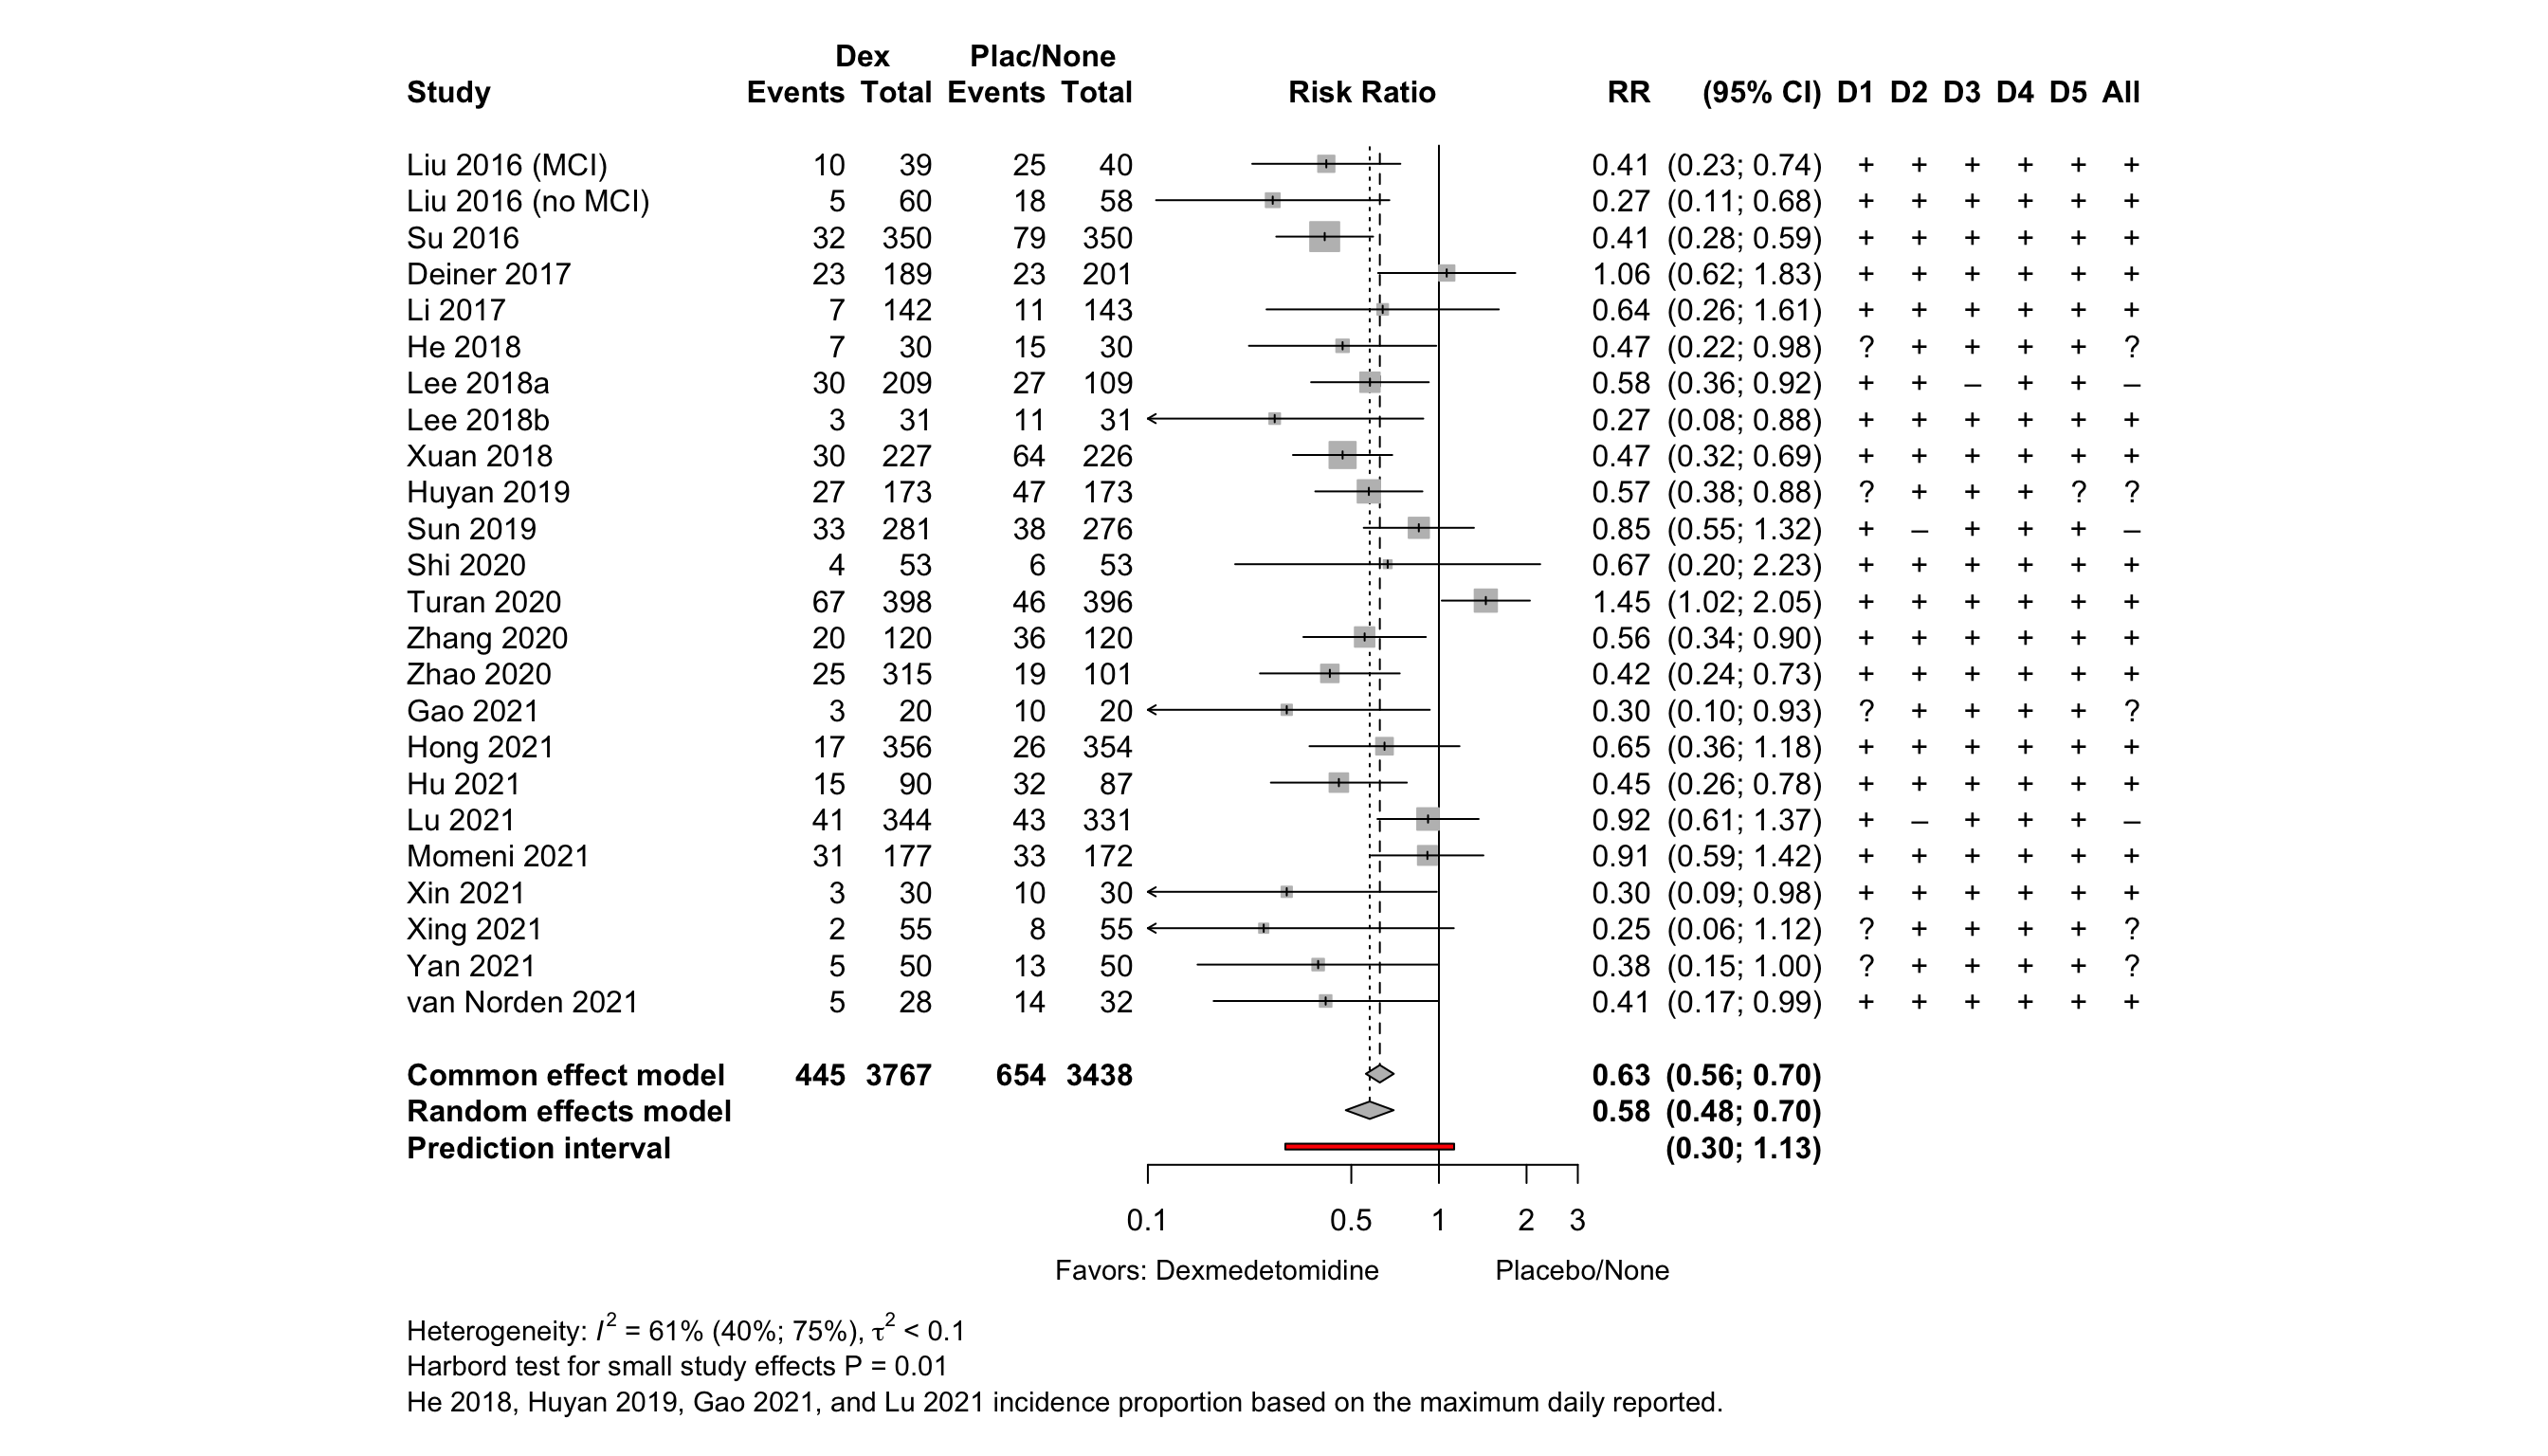 Dex Plac/None
Study Events Total Events Total Risk Ratio RR (95% CI) D1 D2 D3 D4 D5 All
Liu 2016 (MCI) 10 39 25 40 0.41 (0.23; 0.74) + + + + + +
Liu 2016 (no MCI) 5 60 18 58 0.27 (0.11; 0.68) + + + + + +
Su 2016 32 350 79 350 0.41 (0.28; 0.59) + + + + + +
Deiner 2017 23 189 23 201 1.06 (0.62; 1.83) + + + + + +
Li 2017 7 142 11 143 0.64 (0.26; 1.61) + + + + + +
He 2018 7 30 15 30 0.47 (0.22; 0.98) ? + + + + ?
Lee 2018a 30 209 27 109 0.58 (0.36; 0.92) + + – + + –
Lee 2018b 3 31 11 31 0.27 (0.08; 0.88) + + + + + +
Xuan 2018 30 227 64 226 0.47 (0.32; 0.69) + + + + + +
Huyan 2019 27 173 47 173 0.57 (0.38; 0.88) ? + + + ? ?
Sun 2019 33 281 38 276 0.85 (0.55; 1.32) + – + + + –
Shi 2020 4 53 6 53 0.67 (0.20; 2.23) + + + + + +
Turan 2020 67 398 46 396 1.45 (1.02; 2.05) + + + + + +
Zhang 2020 20 120 36 120 0.56 (0.34; 0.90) + + + + + +
Zhao 2020 25 315 19 101 0.42 (0.24; 0.73) + + + + + +
Gao 2021 3 20 10 20 0.30 (0.10; 0.93) ? + + + + ?
Hong 2021 17 356 26 354 0.65 (0.36; 1.18) + + + + + +
Hu 2021 15 90 32 87 0.45 (0.26; 0.78) + + + + + +
Lu 2021 41 344 43 331 0.92 (0.61; 1.37) + – + + + –
Momeni 2021 31 177 33 172 0.91 (0.59; 1.42) + + + + + +
Xin 2021 3 30 10 30 0.30 (0.09; 0.98) + + + + + +
Xing 2021 2 55 8 55 0.25 (0.06; 1.12) ? + + + + ?
Yan 2021 5 50 13 50 0.38 (0.15; 1.00) ? + + + + ?
van Norden 2021 5 28 14 32 0.41 (0.17; 0.99) + + + + + +
Common effect model 445 3767 654 3438 0.63 (0.56; 0.70)
Random effects model 0.58 (0.48; 0.70)
Prediction interval (0.30; 1.13)
0.1 0.5 1 2 3
Favors: Dexmedetomidine Placebo/None
Heterogeneity: I² = 61% (40%; 75%), τ² < 0.1
Harbord test for small study effects P = 0.01
He 2018, Huyan 2019, Gao 2021, and Lu 2021 incidence proportion based on the maximum daily reported.